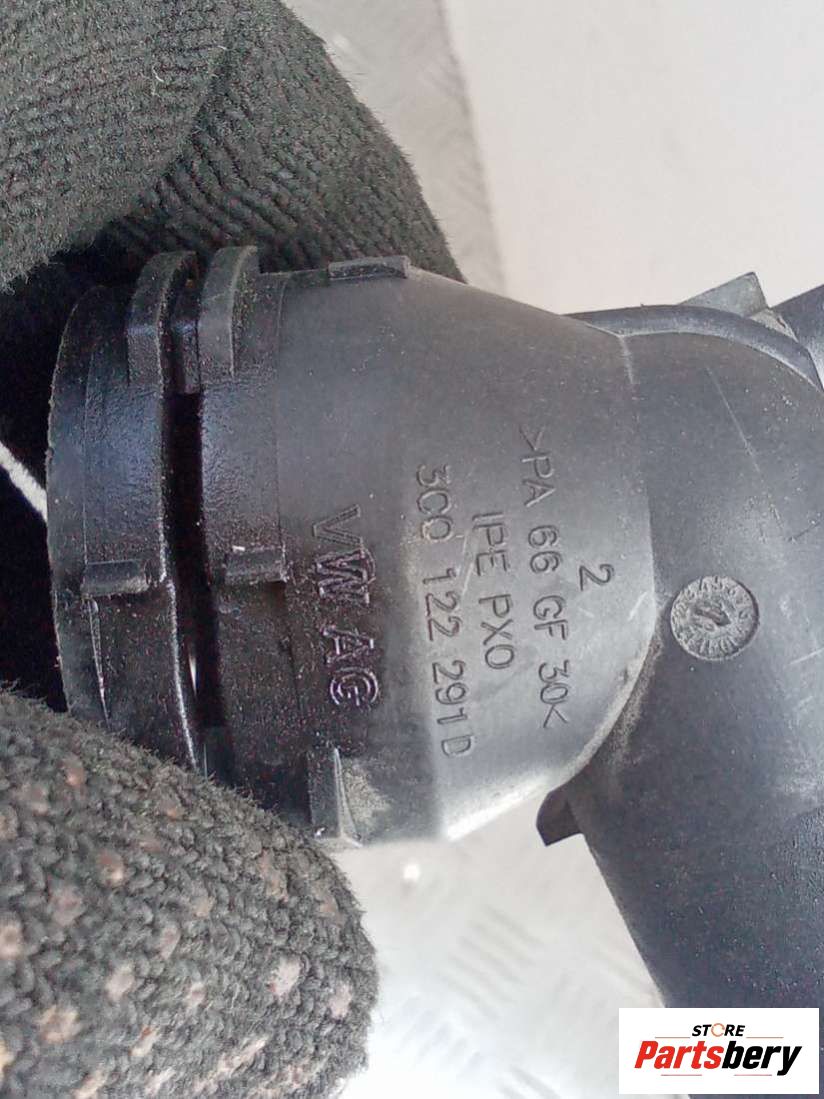 2
>PA 66 GF 30<
IPE PX0
3C0 122 291 D
VW AG
STORE
Partsbery